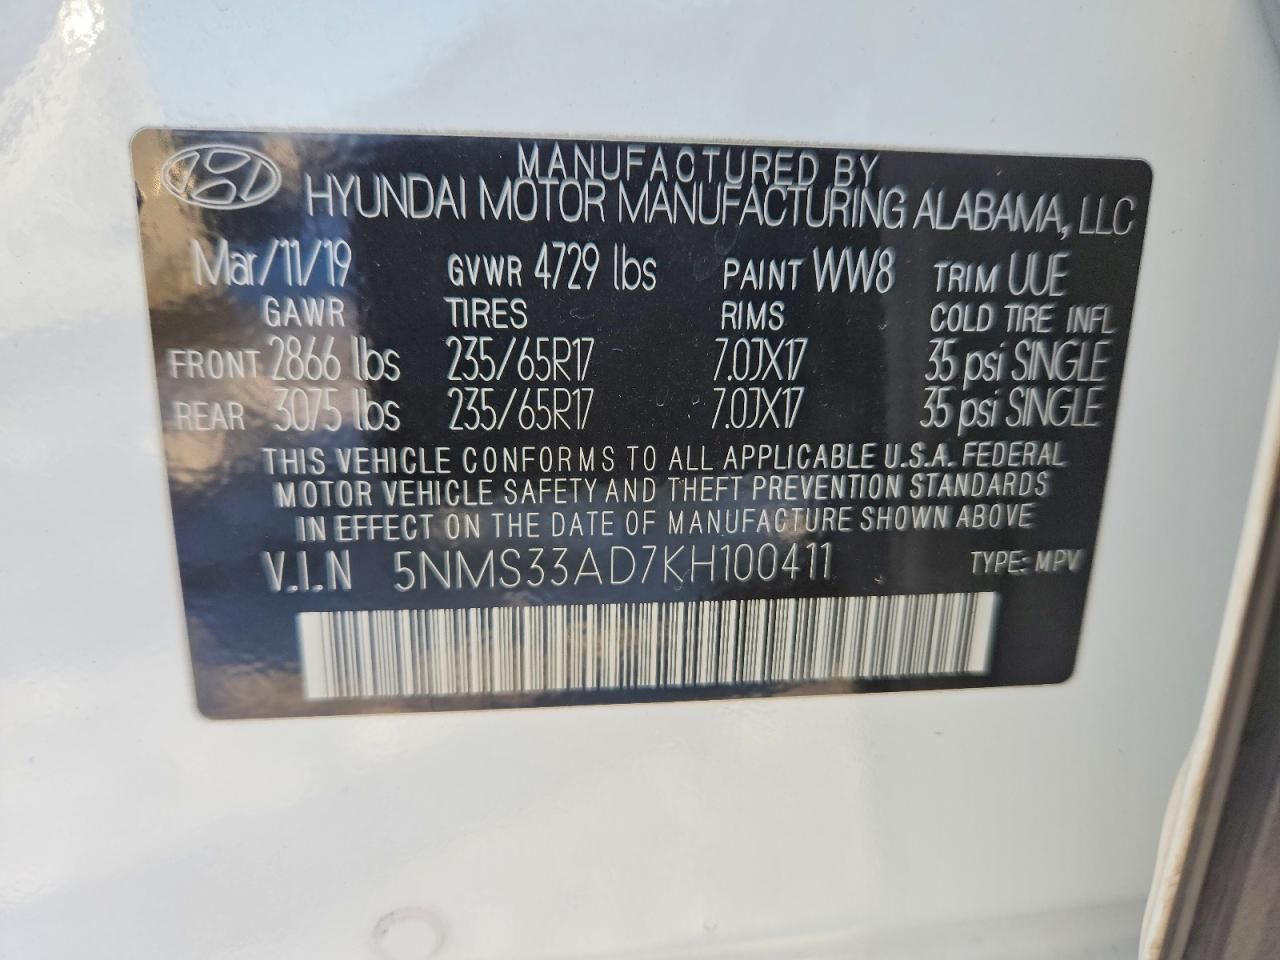 MANUFACTURED BY
HYUNDAI MOTOR MANUFACTURING ALABAMA, LLC
Mar/11/19 GVWR 4729 lbs PAINT WW8 TRIM UUE
GAWR TIRES RIMS COLD TIRE INFL
FRONT 2866 lbs 235/65R17 7.0JX17 35 psi SINGLE
REAR 3075 lbs 235/65R17 7.0JX17 35 psi SINGLE
THIS VEHICLE CONFORMS TO ALL APPLICABLE U.S.A. FEDERAL
MOTOR VEHICLE SAFETY AND THEFT PREVENTION STANDARDS
IN EFFECT ON THE DATE OF MANUFACTURE SHOWN ABOVE
V.I.N 5NMS33AD7KH100411 TYPE: MPV